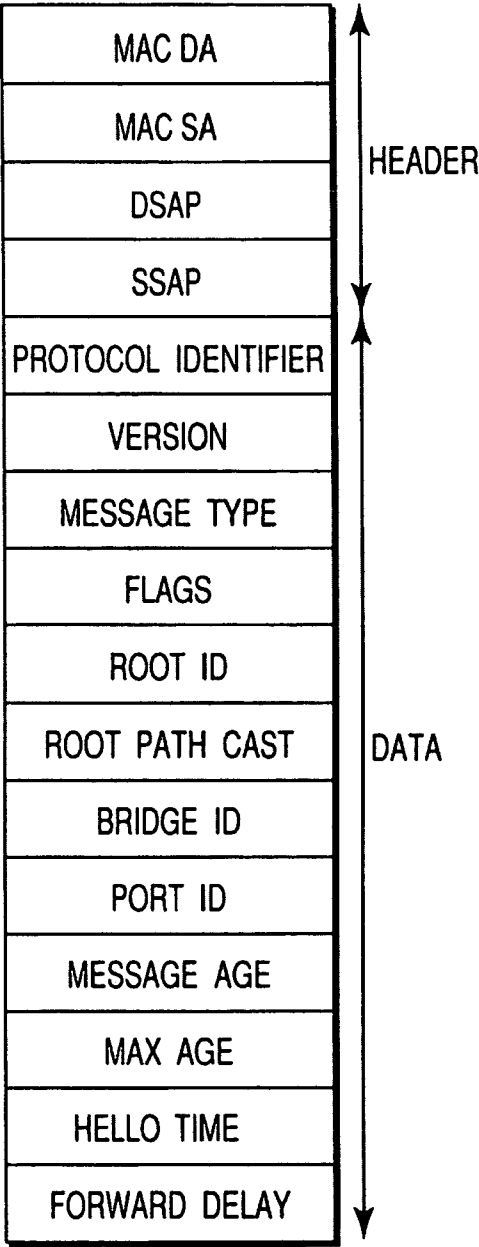 MAC DA
MAC SA
DSAP
SSAP
HEADER
PROTOCOL IDENTIFIER
VERSION
MESSAGE TYPE
FLAGS
ROOT ID
ROOT PATH CAST
BRIDGE ID
PORT ID
MESSAGE AGE
MAX AGE
HELLO TIME
FORWARD DELAY
DATA